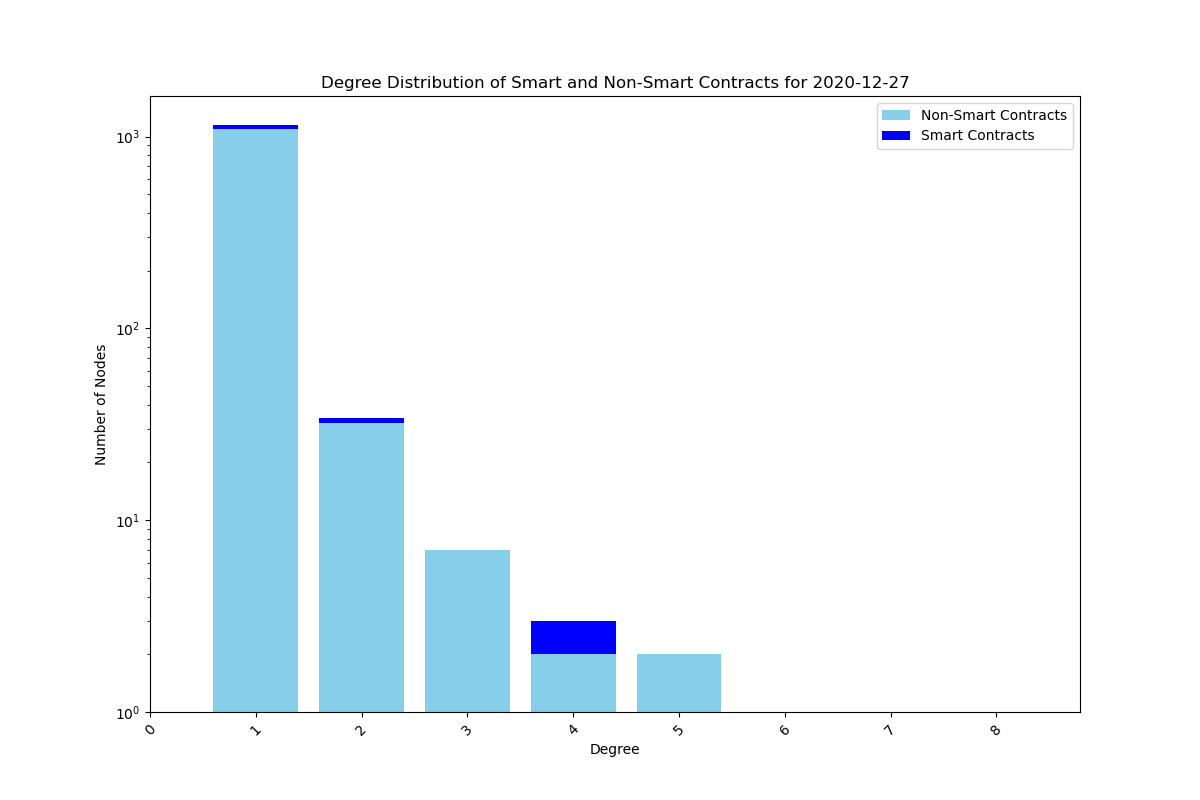 Degree Distribution of Smart and Non-Smart Contracts for 2020-12-27
Non-Smart Contracts
Smart Contracts
Number of Nodes
10³
10²
10¹
10⁰
0 1 2 3 4 5 6 7 8
Degree